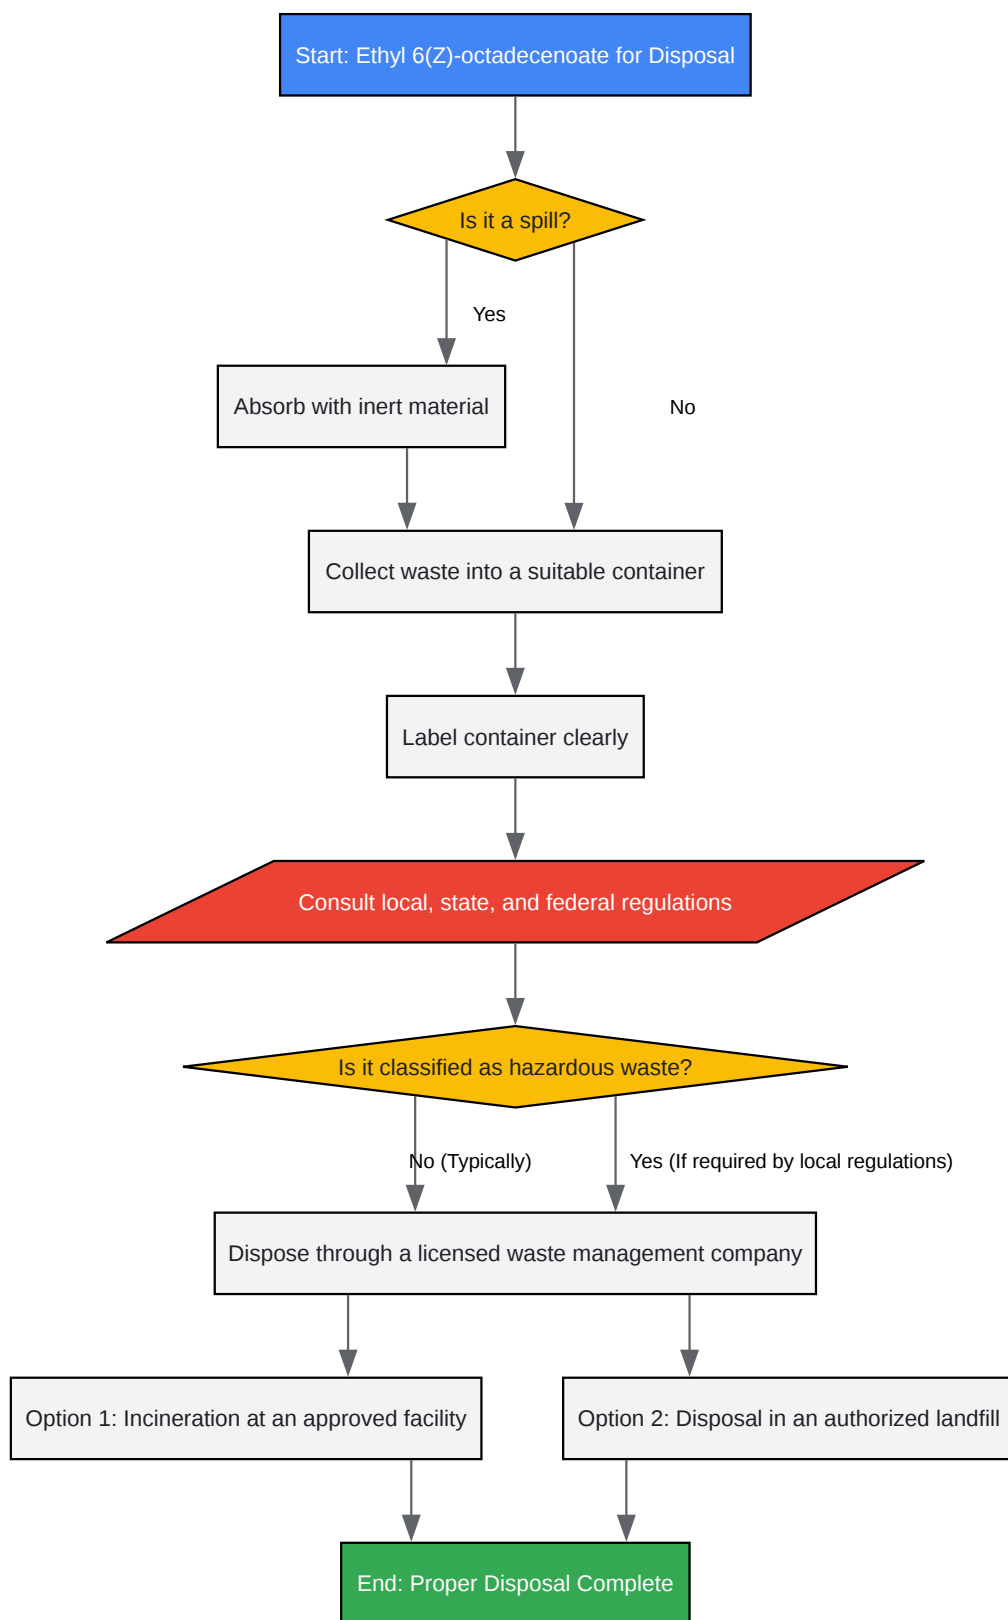 Start: Ethyl 6(Z)-octadecenoate for Disposal
Is it a spill?
Yes
Absorb with inert material
No
Collect waste into a suitable container
Label container clearly
Consult local, state, and federal regulations
Is it classified as hazardous waste?
No (Typically)
Yes (If required by local regulations)
Dispose through a licensed waste management company
Option 1: Incineration at an approved facility
Option 2: Disposal in an authorized landfill
End: Proper Disposal Complete